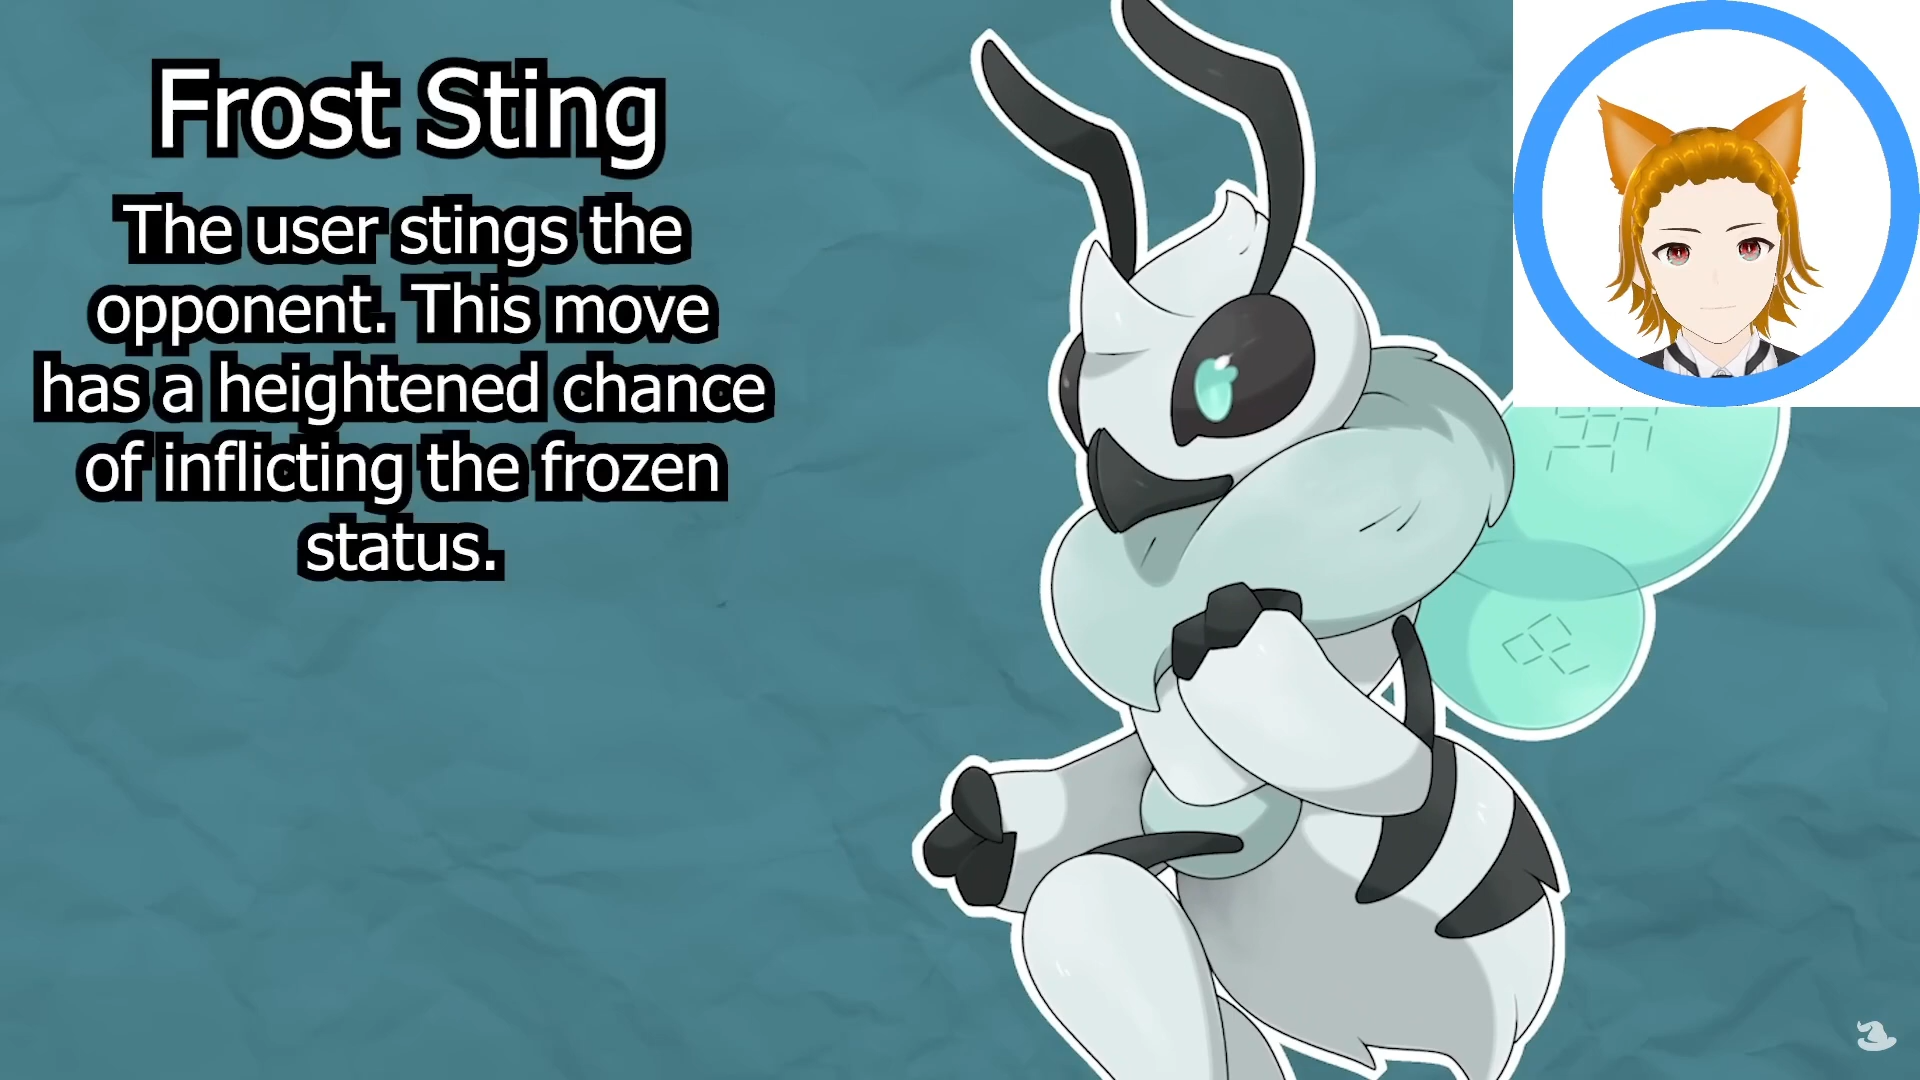 Frost Sting
The user stings the
opponent. This move
has a heightened chance
of inflicting the frozen
status.